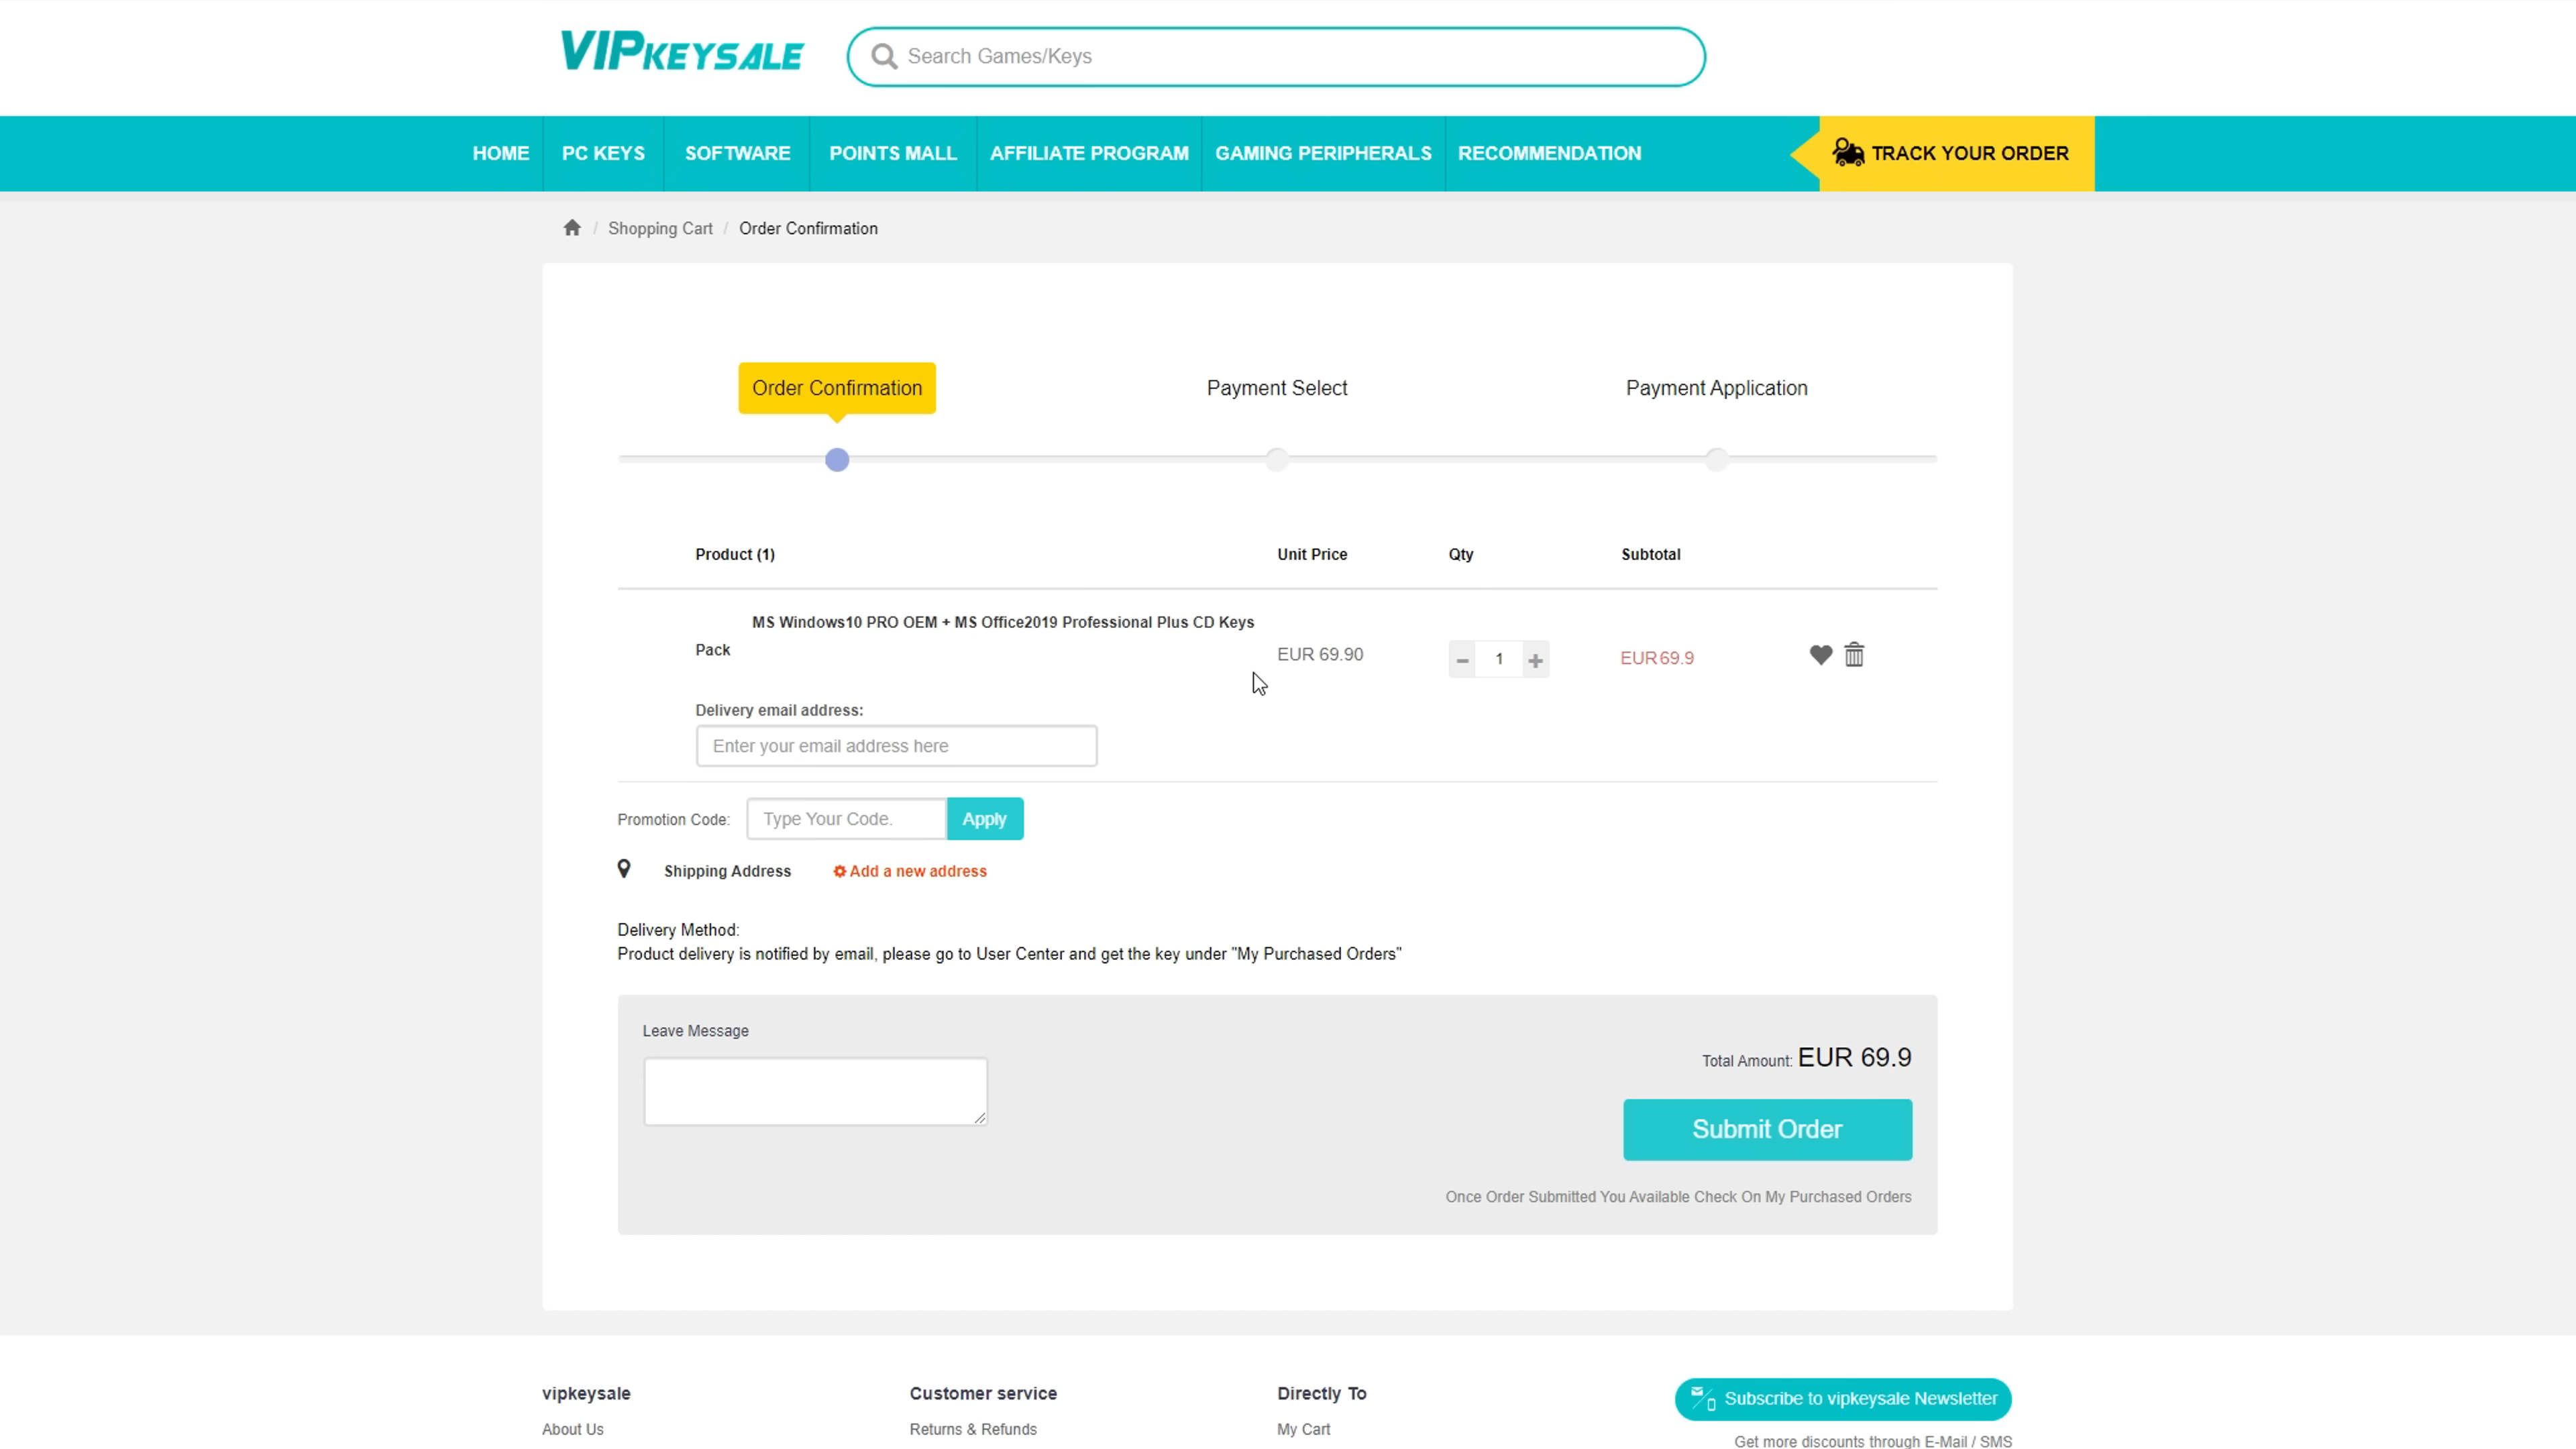 VIPKEYSALE
Search Games/Keys
HOME PC KEYS SOFTWARE POINTS MALL AFFILIATE PROGRAM GAMING PERIPHERALS RECOMMENDATION TRACK YOUR ORDER
/ Shopping Cart / Order Confirmation
Order Confirmation Payment Select Payment Application
Product (1) Unit Price Qty Subtotal
MS Windows10 PRO OEM + MS Office2019 Professional Plus CD Keys
Pack
EUR 69.90 − 1 + EUR 69.9
Delivery email address:
Enter your email address here
Promotion Code: Type Your Code. Apply
Shipping Address Add a new address
Delivery Method:
Product delivery is notified by email, please go to User Center and get the key under "My Purchased Orders"
Leave Message
Total Amount: EUR 69.9
Submit Order
Once Order Submitted You Available Check On My Purchased Orders
vipkeysale Customer service Directly To Subscribe to vipkeysale Newsletter
About Us Returns & Refunds My Cart
Get more discounts through E-Mail / SMS